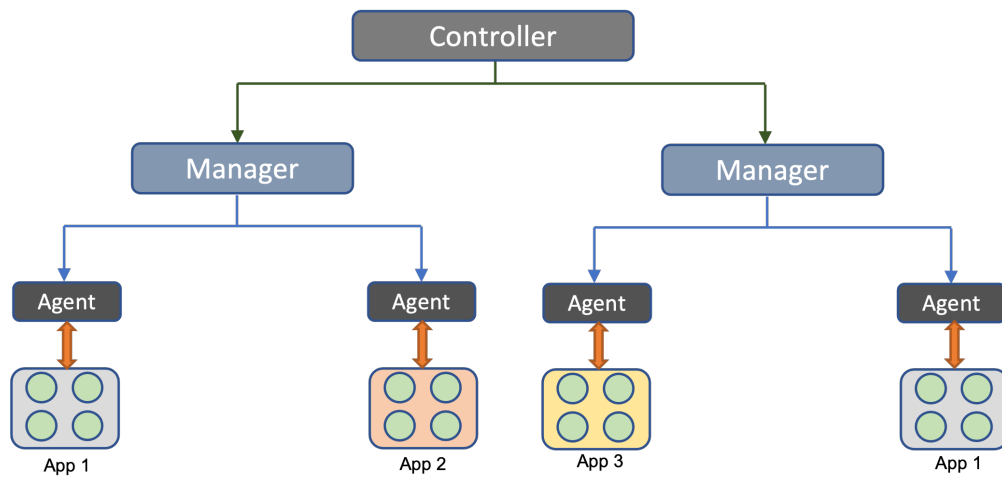 Controller
Manager
Manager
Agent
Agent
Agent
Agent
App 1
App 2
App 3
App 1